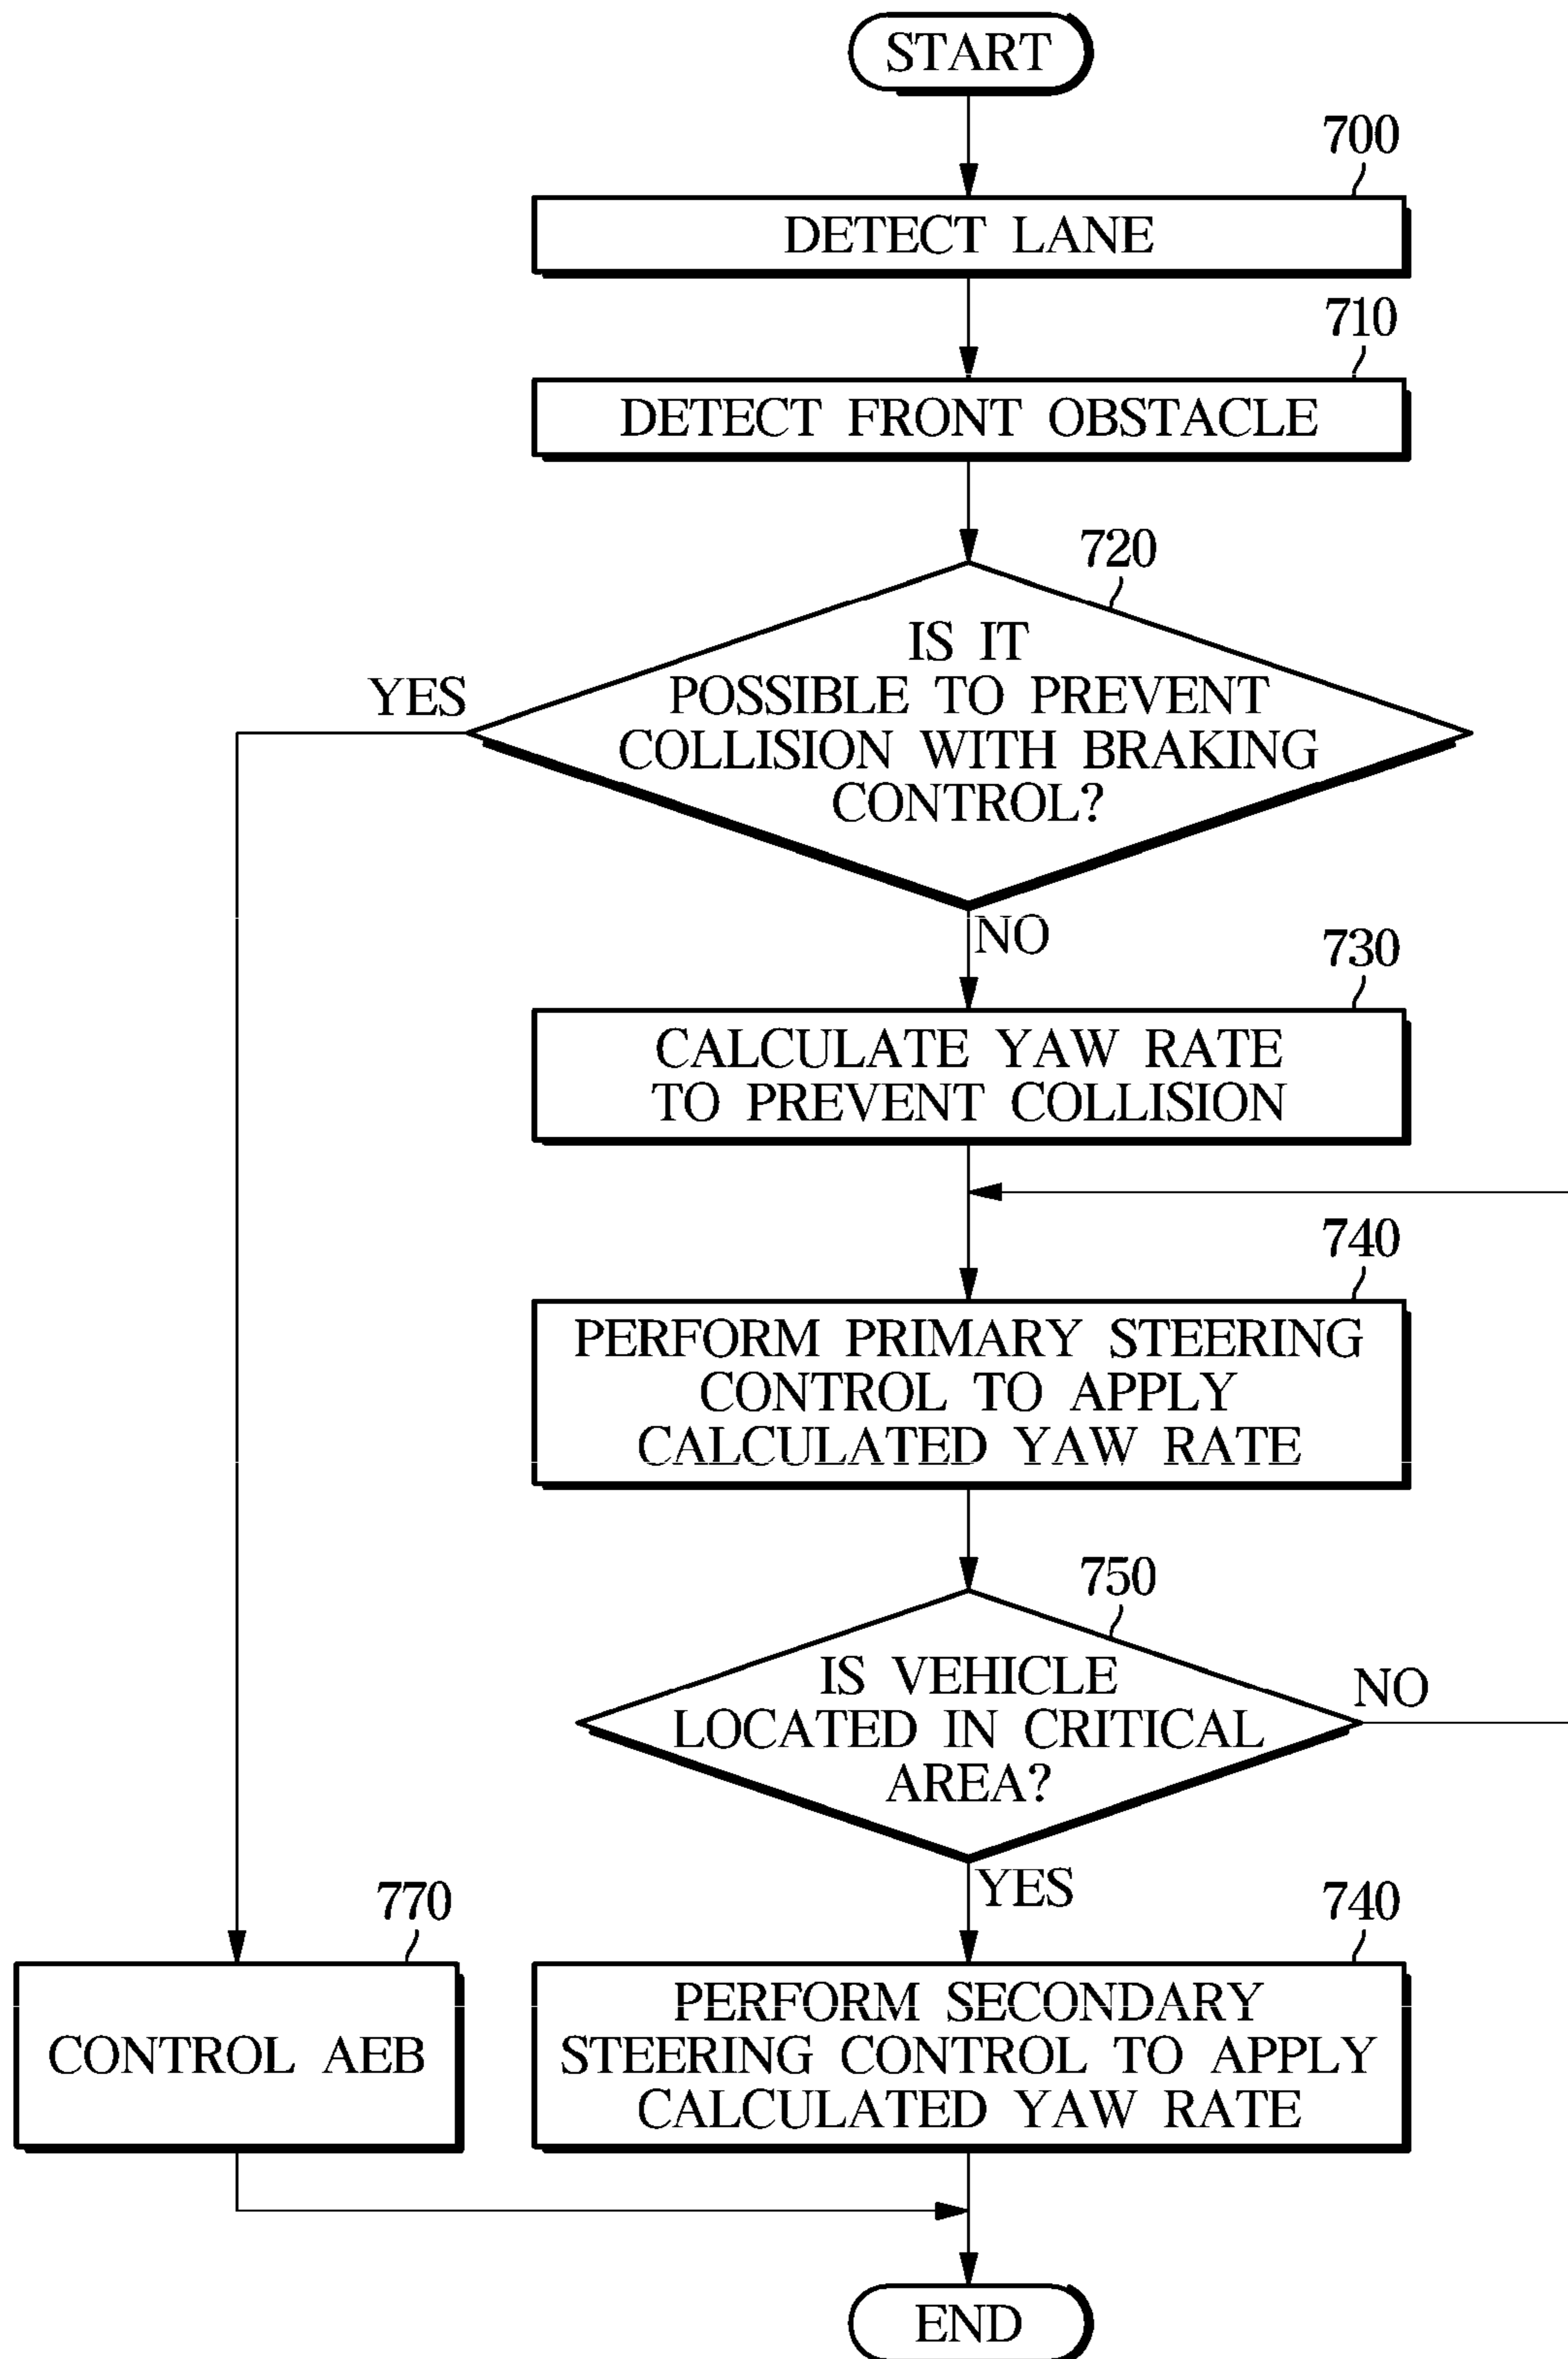 START
700
DETECT LANE
710
DETECT FRONT OBSTACLE
720
IS IT
POSSIBLE TO PREVENT
COLLISION WITH BRAKING
CONTROL?
YES
NO
730
CALCULATE YAW RATE
TO PREVENT COLLISION
740
PERFORM PRIMARY STEERING
CONTROL TO APPLY
CALCULATED YAW RATE
750
IS VEHICLE
LOCATED IN CRITICAL
AREA?
NO
YES
770
CONTROL AEB
740
PERFORM SECONDARY
STEERING CONTROL TO APPLY
CALCULATED YAW RATE
END